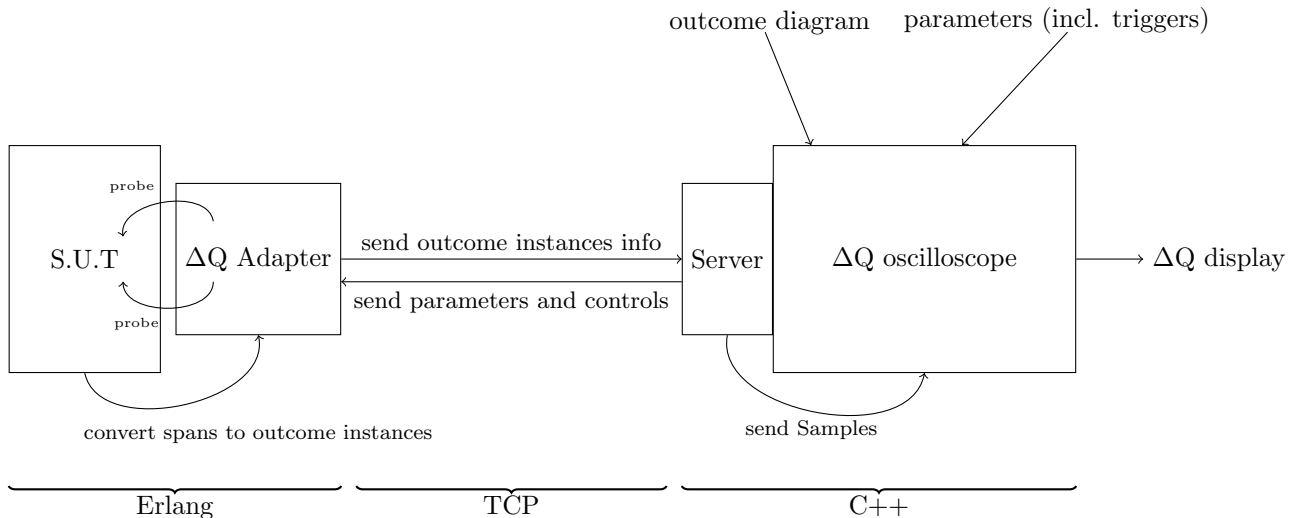 outcome diagram
parameters (incl. triggers)
probe
S.U.T
ΔQ Adapter
send outcome instances info
send parameters and controls
Server
ΔQ oscilloscope
ΔQ display
probe
convert spans to outcome instances
send Samples
Erlang
TCP
C++